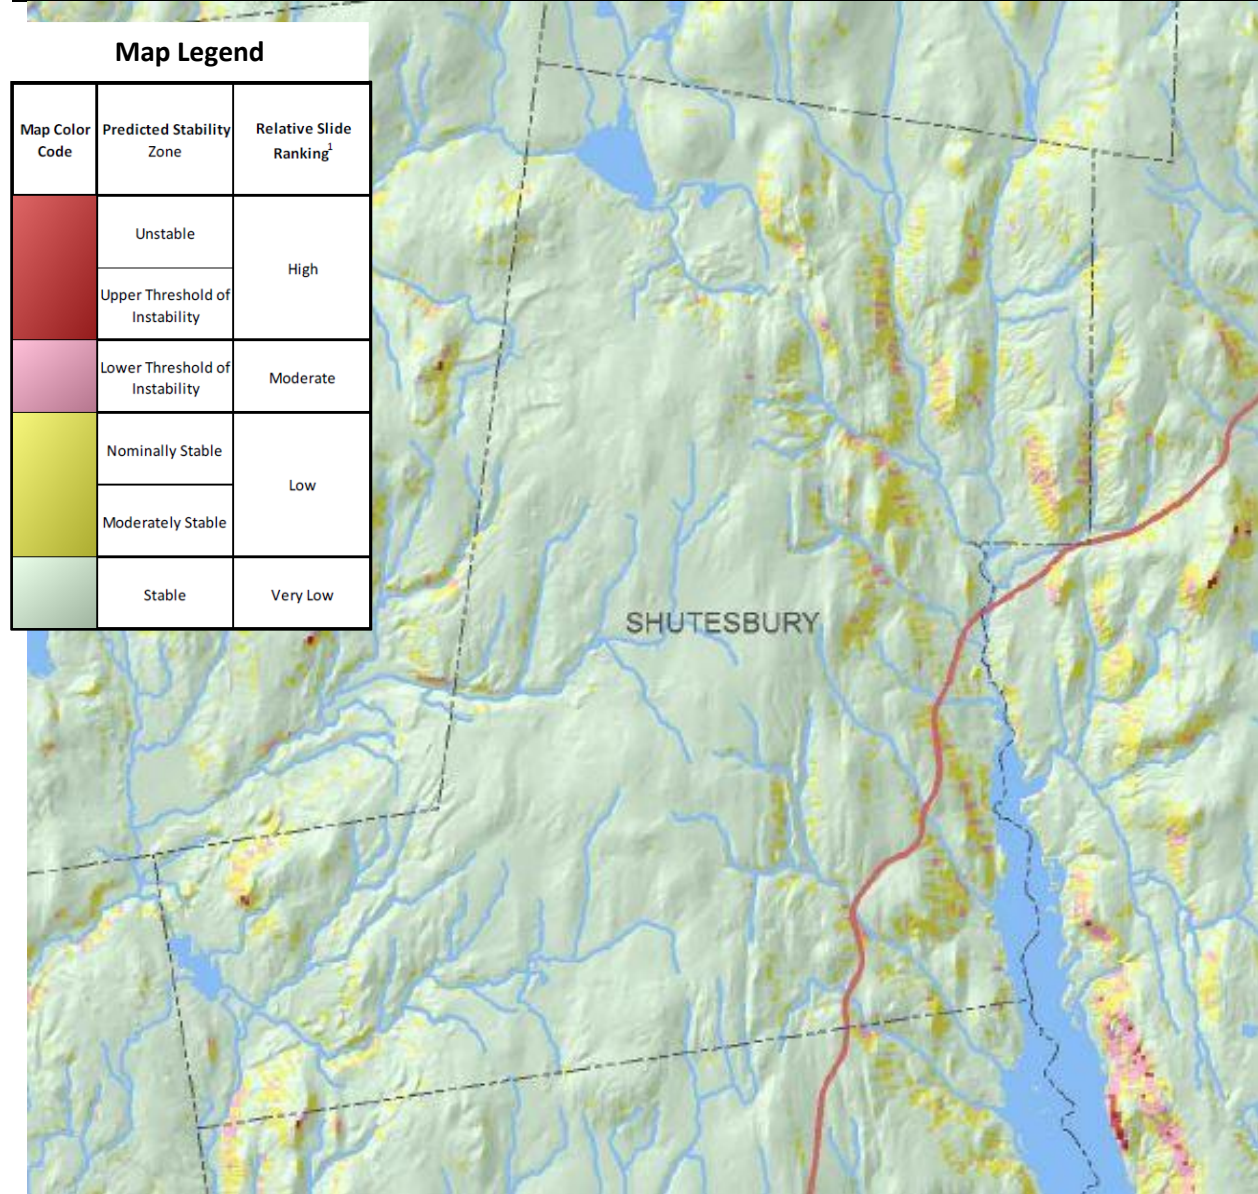 Map Legend
Map Color
Code
Predicted Stability
Zone
Relative Slide
Ranking1
Unstable
High
Upper Threshold of
Instability
Lower Threshold of
Instability
Moderate
Nominally Stable
Low
Moderately Stable
Stable
Very Low
SHUTESBURY